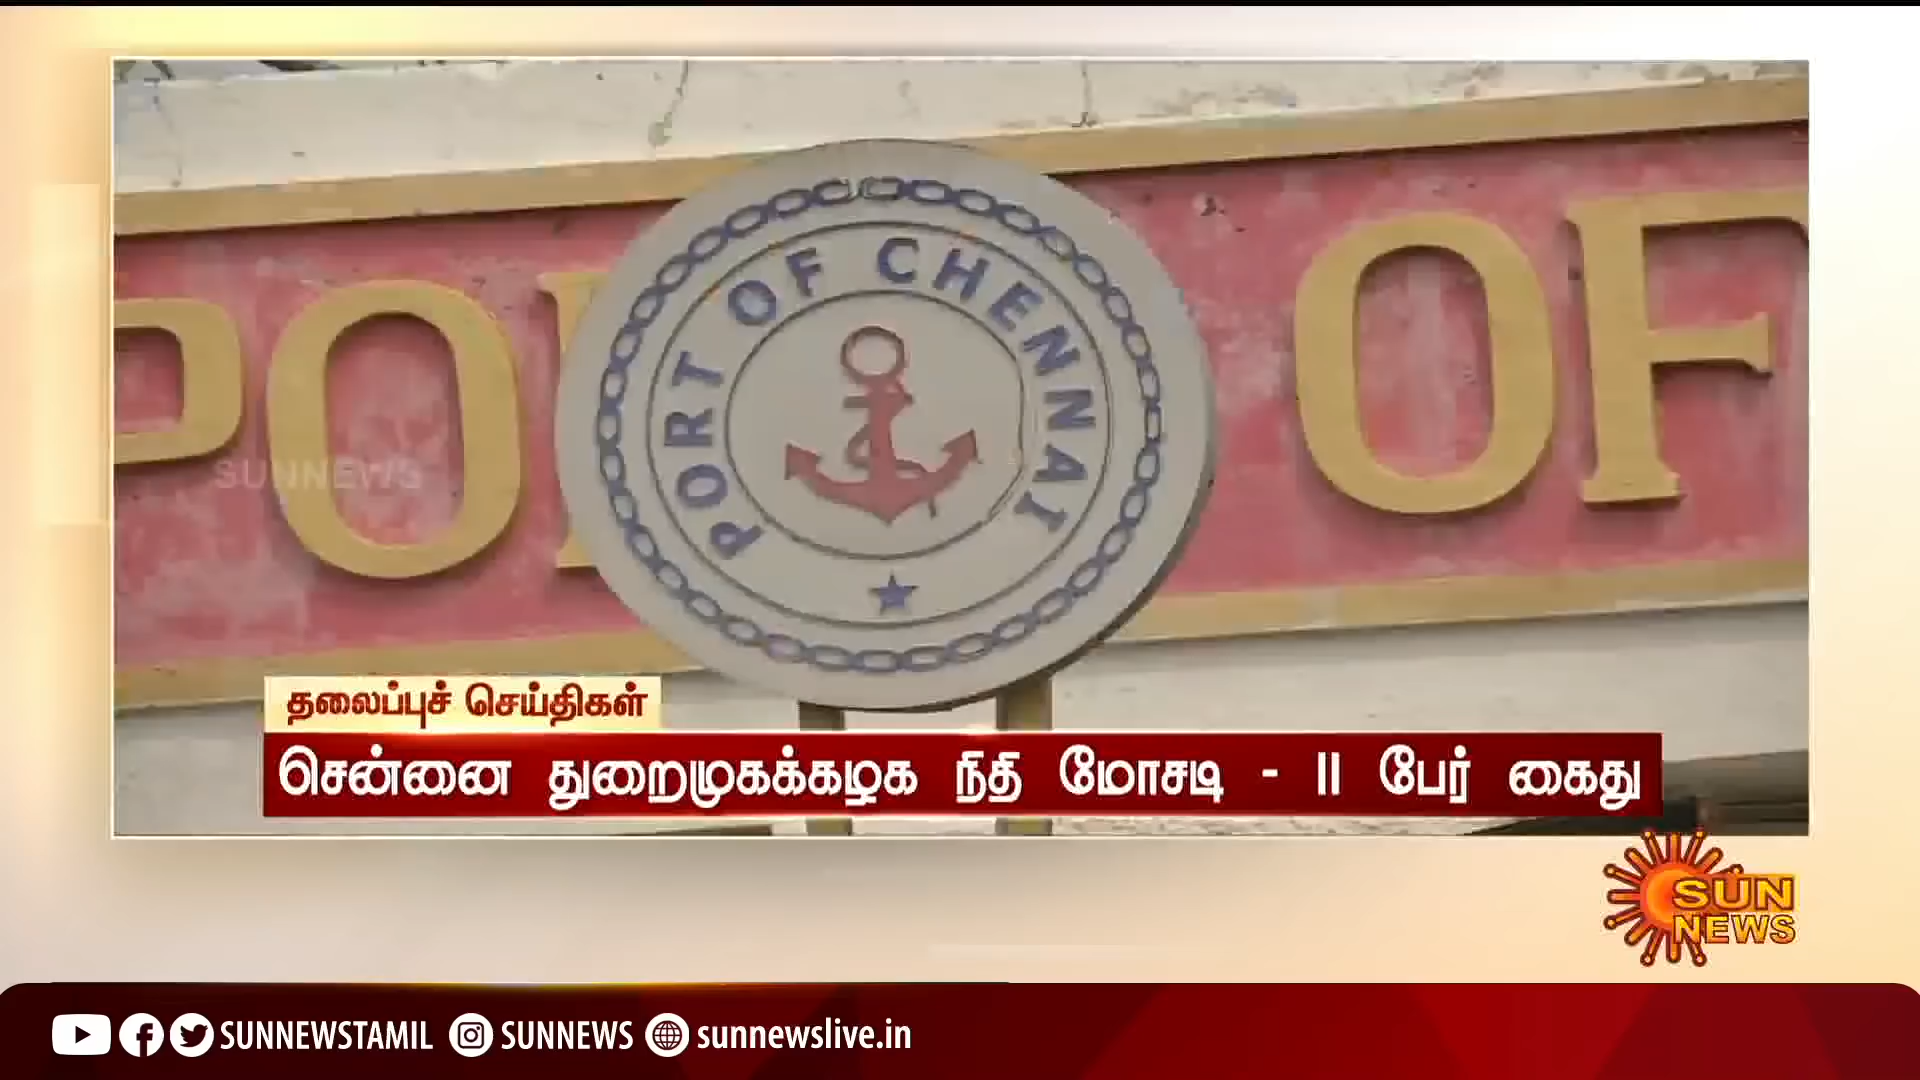 PO
PORT OF CHENNAI
OF
SUNNEWS
தலைப்புச் செய்திகள்
சென்னை துறைமுகக்கழக நிதி மோசடி - 11 பேர் கைது
SUN
NEWS
SUNNEWSTAMIL SUNNEWS sunnewslive.in